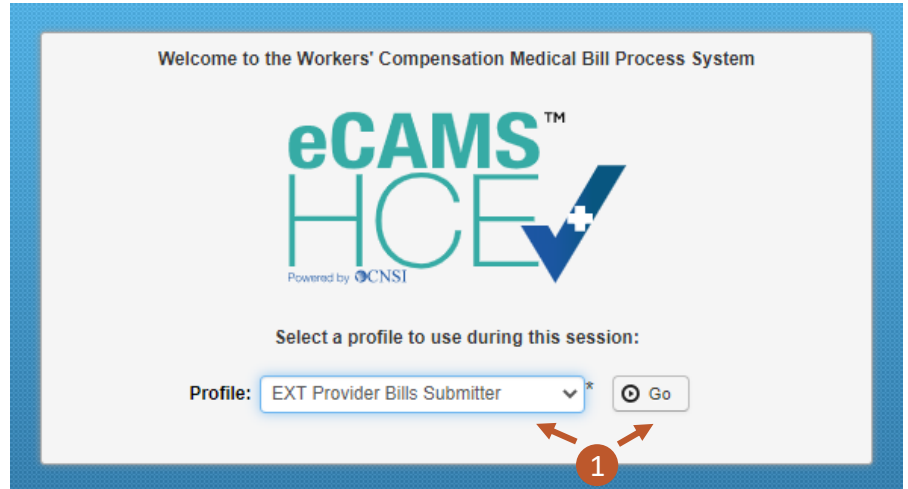 Welcome to the Workers' Compensation Medical Bill Process System
eCAMS™
HCE
Powered by CNSI
Select a profile to use during this session:
Profile: EXT Provider Bills Submitter * Go
1